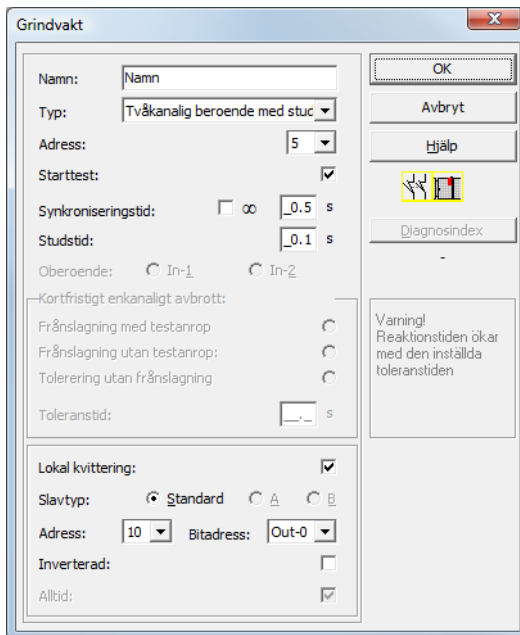 Grindvakt
Namn: Namn
Typ: Tvåkanalig beroende med stud
Adress: 5
Starttest:
Synkroniseringstid: ∞ _0.5 s
Studstid: _0.1 s
Oberoende: In-1 In-2
Kortfristigt enkanaligt avbrott:
Frånslagning med testanrop
Frånslagning utan testanrop:
Tolerering utan frånslagning
Toleranstid: __._ s
Lokal kvittering:
Slavtyp: Standard A B
Adress: 10 Bitadress: Out-0
Inverterad:
Alltid:
OK
Avbryt
Hjälp
Diagnosindex
-
Varning!
Reaktionstiden ökar
med den inställda
toleranstiden